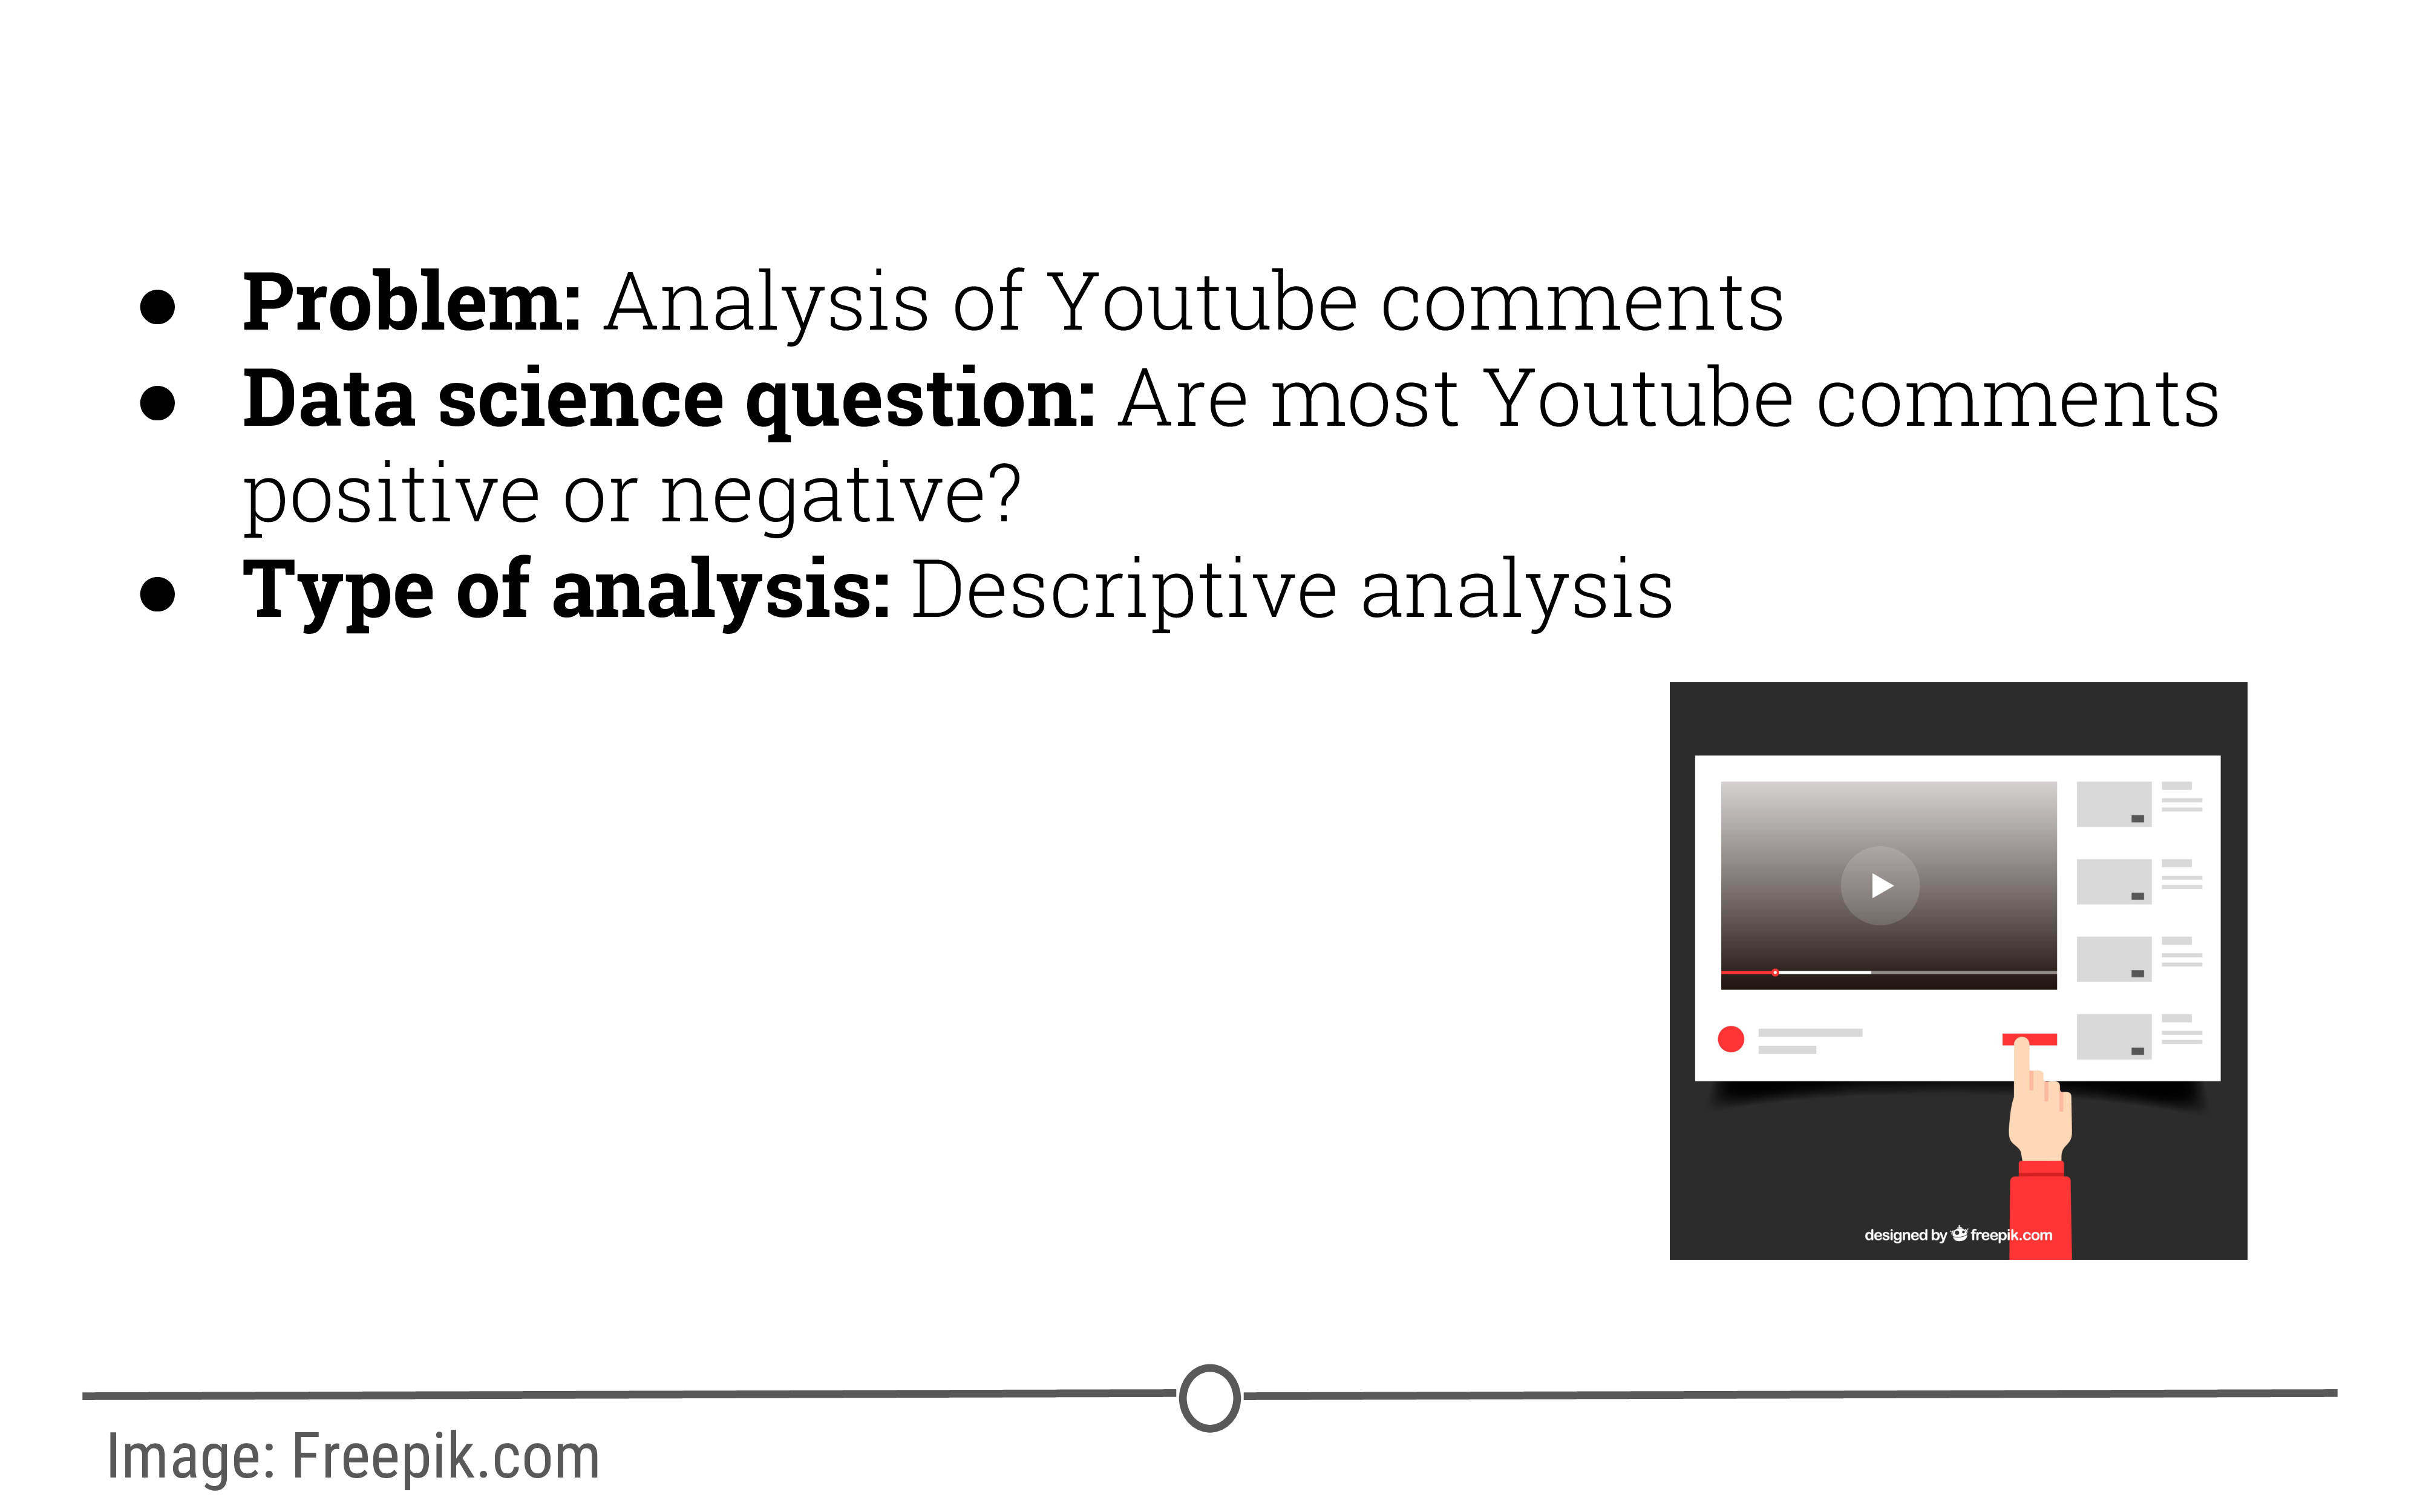 ● Problem: Analysis of Youtube comments
● Data science question: Are most Youtube comments
positive or negative?
● Type of analysis: Descriptive analysis
designed by freepik.com
Image: Freepik.com